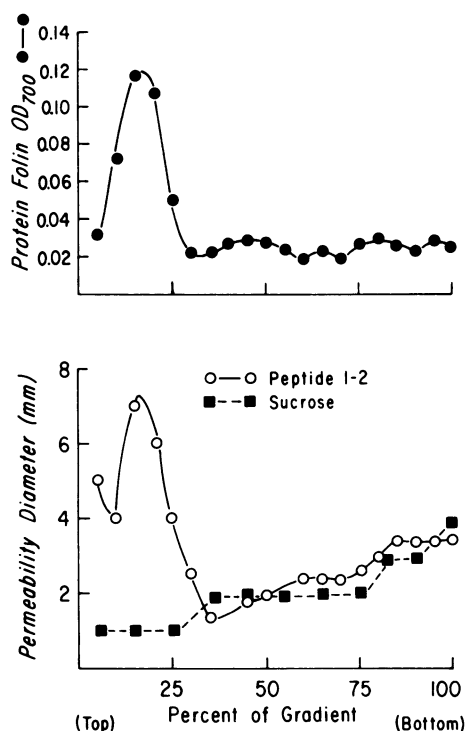 Protein Folin OD700
0.14
0.12
0.10
0.08
0.06
0.04
0.02
Permeability Diameter (mm)
8
6
4
2
Peptide 1-2
Sucrose
25
50
75
100
(Top)
Percent of Gradient
(Bottom)